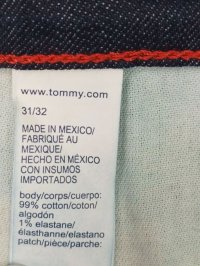 www.tommy.com
31/32
MADE IN MEXICO/
FABRIQUÉ AU
MEXIQUE/
HECHO EN MÉXICO
CON INSUMOS
IMPORTADOS
body/corps/cuerpo:
99% cotton/coton/
algodón
1% elastane/
élasthanne/elastano
patch/pièce/parche: